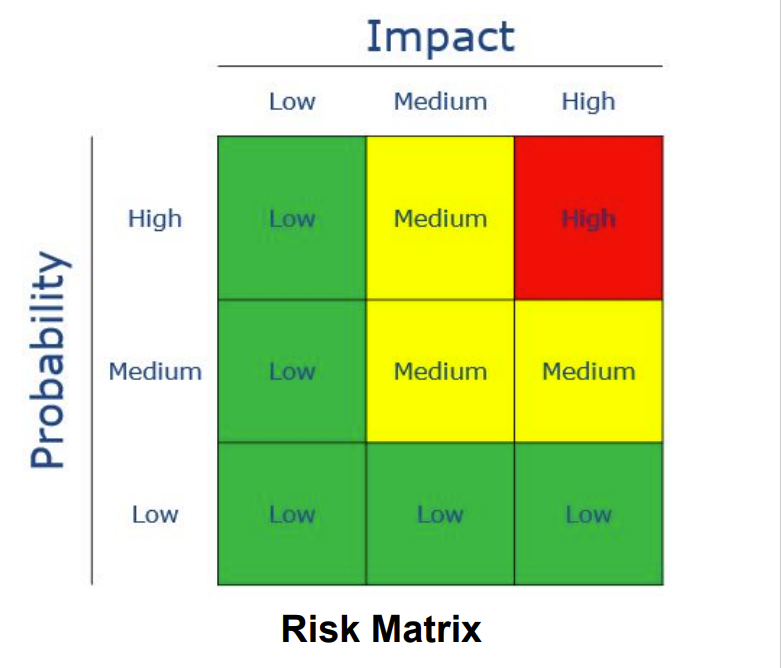 Impact
Low Medium High
Probability
High Low Medium High
Medium Low Medium Medium
Low Low Low Low
Risk Matrix